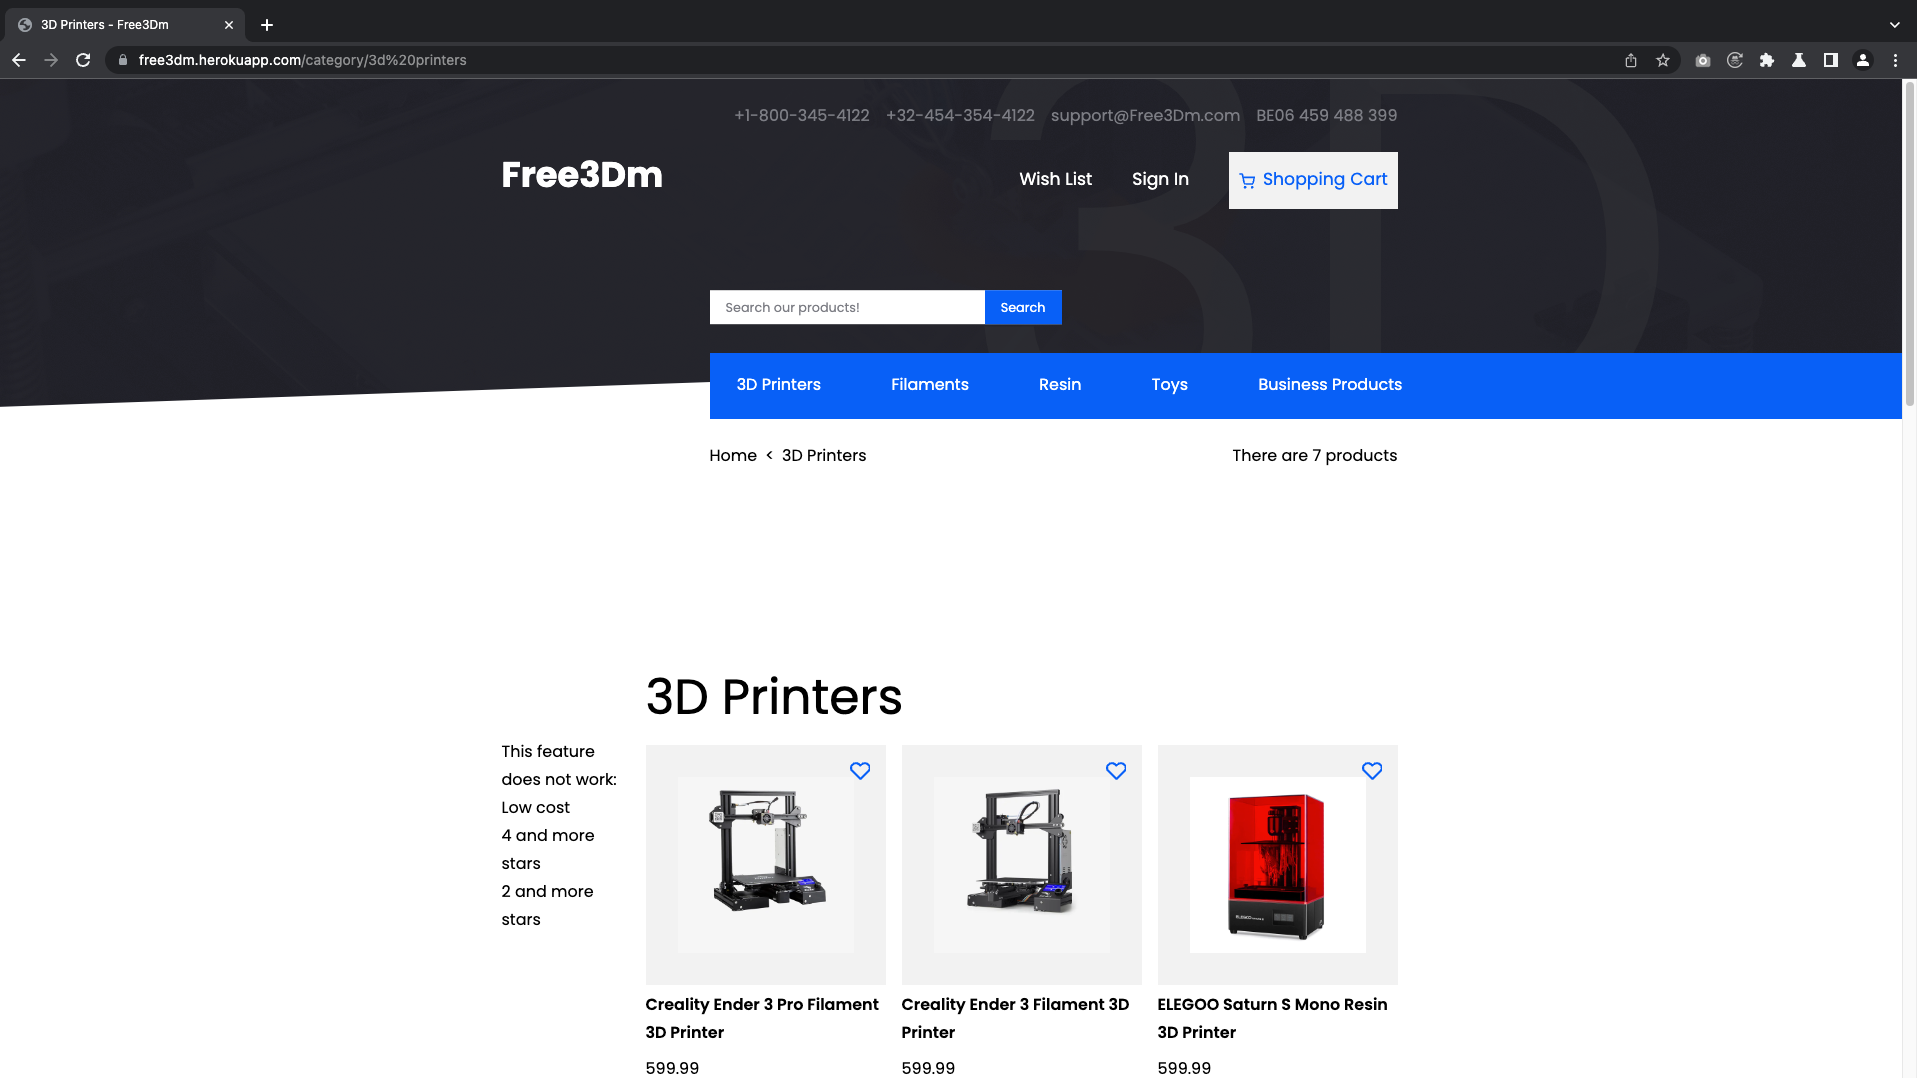 3D Printers - Free3Dm
free3dm.herokuapp.com/category/3d%20printers
+1-800-345-4122 +32-454-354-4122 support@Free3Dm.com BE06 459 488 399
Free3Dm
Wish List Sign In Shopping Cart
Search our products! Search
3D Printers Filaments Resin Toys Business Products
Home < 3D Printers There are 7 products
3D Printers
This feature
does not work:
Low cost
4 and more
stars
2 and more
stars
ELEGOO
Creality Ender 3 Pro Filament
3D Printer
599.99
Creality Ender 3 Filament 3D
Printer
599.99
ELEGOO Saturn S Mono Resin
3D Printer
599.99